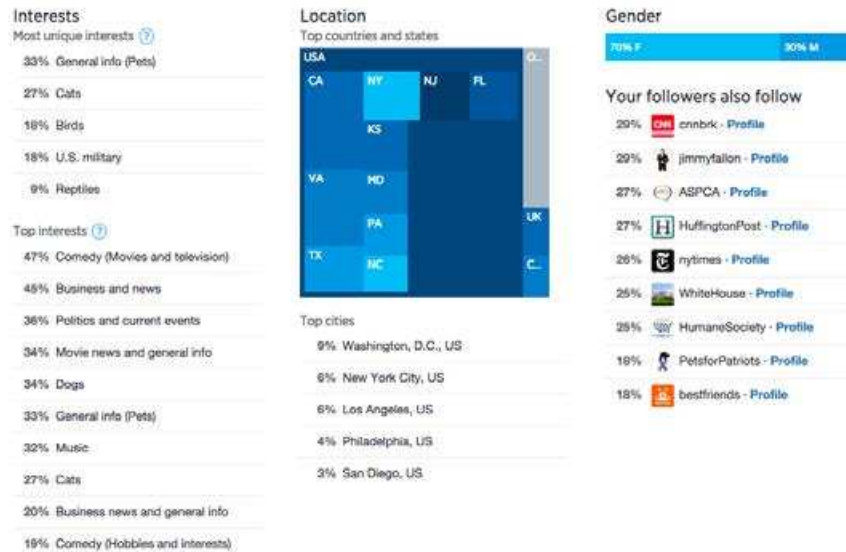 Interests
Most unique interests ?
33% General info (Pets)
27% Cats
18% Birds
18% U.S. military
9% Reptiles
Top interests ?
47% Comedy (Movies and television)
45% Business and news
36% Politics and current events
34% Movie news and general info
34% Dogs
33% General info (Pets)
32% Music
27% Cats
20% Business news and general info
19% Comedy (Hobbies and interests)
Location
Top countries and states
USA
O...
CA
NY
NJ
FL
KS
VA
MD
PA
UK
TX
NC
C...
Top cities
9% Washington, D.C., US
6% New York City, US
6% Los Angeles, US
4% Philadelphia, US
3% San Diego, US
Gender
70% F
30% M
Your followers also follow
29% CNN cnnbrk - Profile
29% jimmyfallon - Profile
27% ASPCA - Profile
27% H HuffingtonPost - Profile
26% nytimes - Profile
25% WhiteHouse - Profile
25% HumaneSociety - Profile
19% PetsforPatriots - Profile
18% bestfriends - Profile